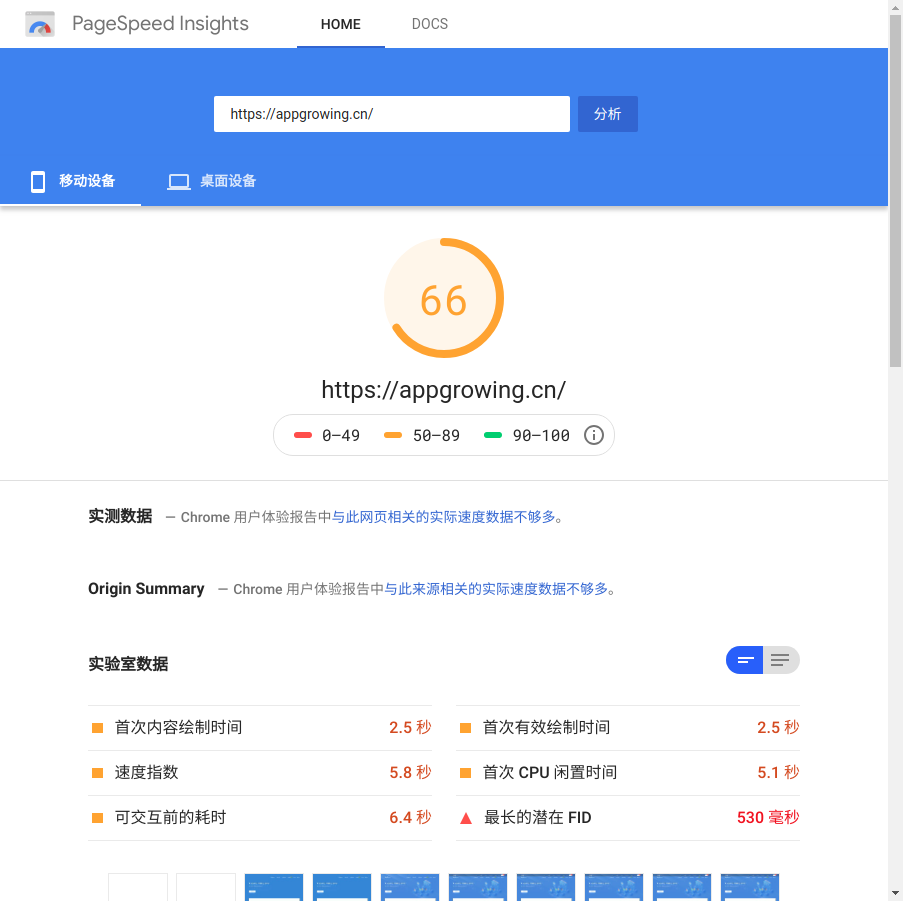 PageSpeed Insights
HOME
DOCS
https://appgrowing.cn/
分析
移动设备
桌面设备
66
https://appgrowing.cn/
0–49
50–89
90–100
实测数据 — Chrome 用户体验报告中与此网页相关的实际速度数据不够多。
Origin Summary — Chrome 用户体验报告中与此来源相关的实际速度数据不够多。
实验室数据
首次内容绘制时间 2.5 秒
首次有效绘制时间 2.5 秒
速度指数 5.8 秒
首次 CPU 闲置时间 5.1 秒
可交互前的耗时 6.4 秒
最长的潜在 FID 530 毫秒